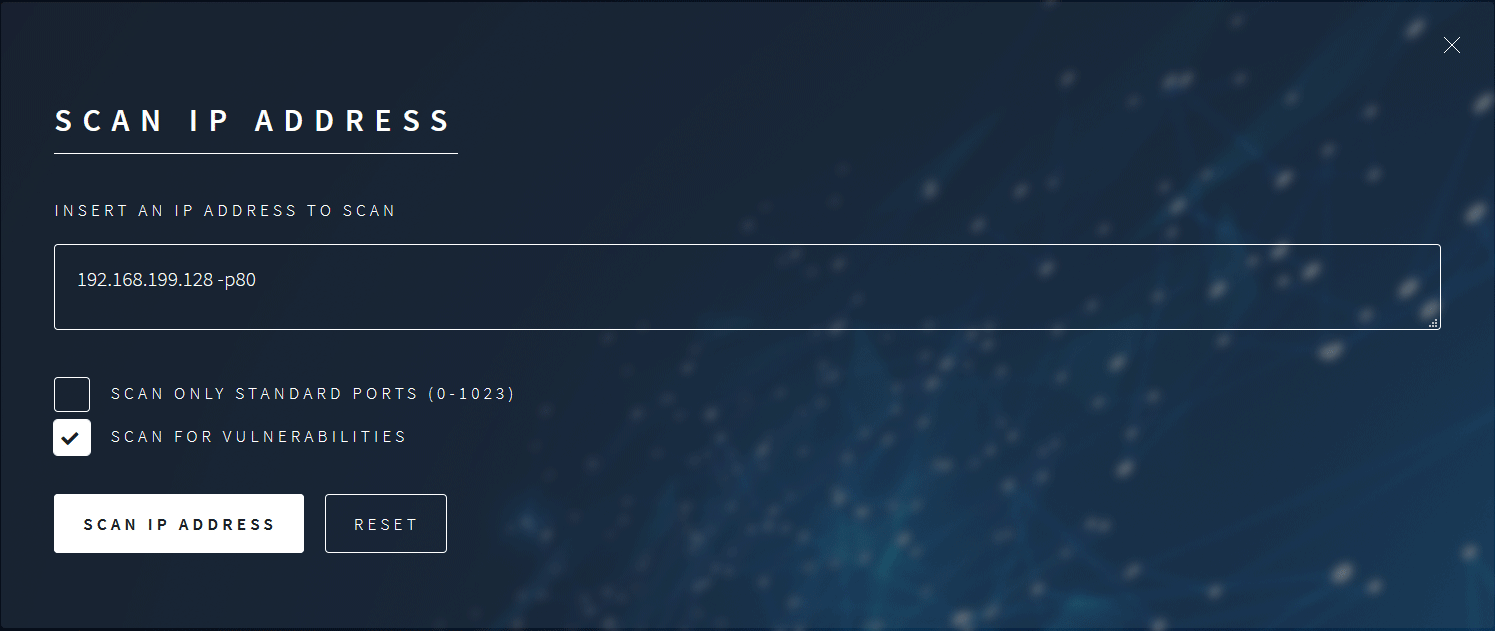 SCAN IP ADDRESS
INSERT AN IP ADDRESS TO SCAN
192.168.199.128 -p80
SCAN ONLY STANDARD PORTS (0-1023)
SCAN FOR VULNERABILITIES
SCAN IP ADDRESS RESET